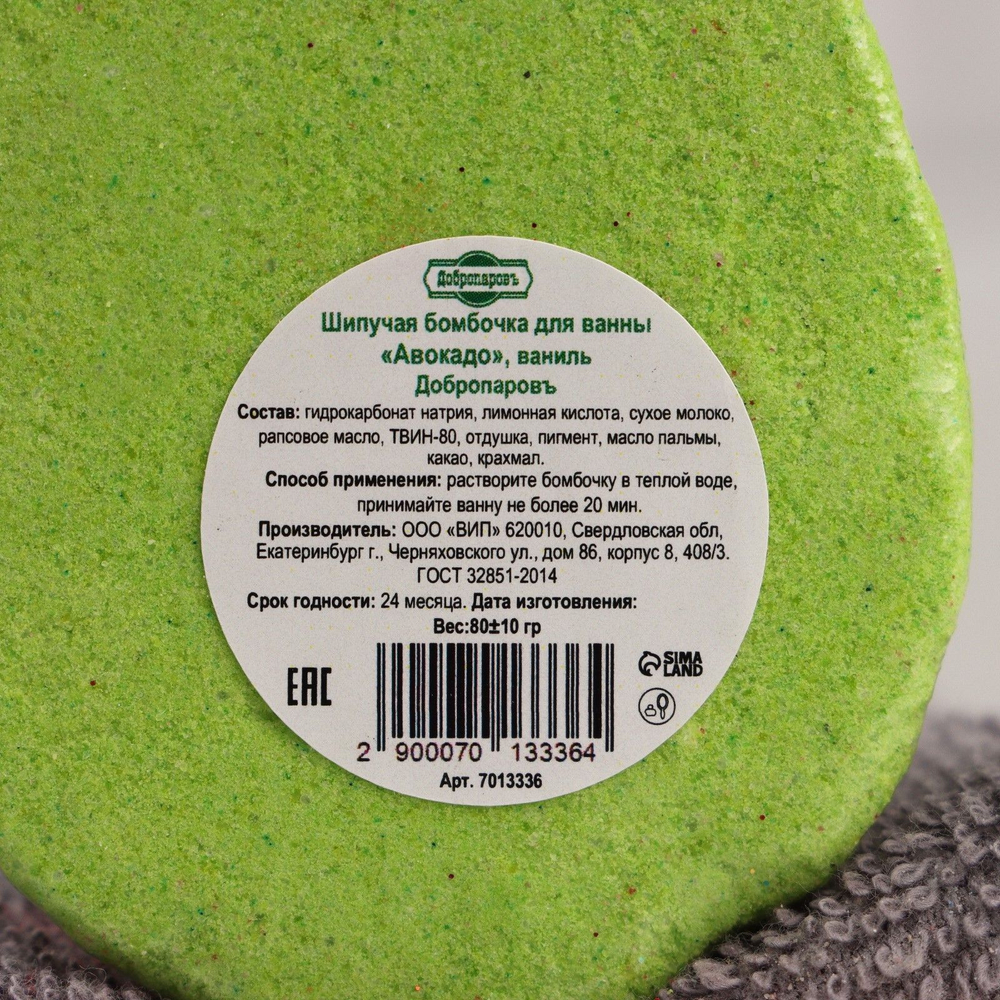 Добропаровъ
Шипучая бомбочка для ванны
«Авокадо», ваниль
Добропаровъ
Состав: гидрокарбонат натрия, лимонная кислота, сухое молоко,
рапсовое масло, ТВИН-80, отдушка, пигмент, масло пальмы,
какао, крахмал.
Способ применения: растворите бомбочку в теплой воде,
принимайте ванну не более 20 мин.
Производитель: ООО «ВИП» 620010, Свердловская обл,
Екатеринбург г., Черняховского ул., дом 86, корпус 8, 408/3.
ГОСТ 32851-2014
Срок годности: 24 месяца. Дата изготовления:
Вес:80±10 гр
EAC
SIMA
LAND
2 900070 133364
Арт. 7013336